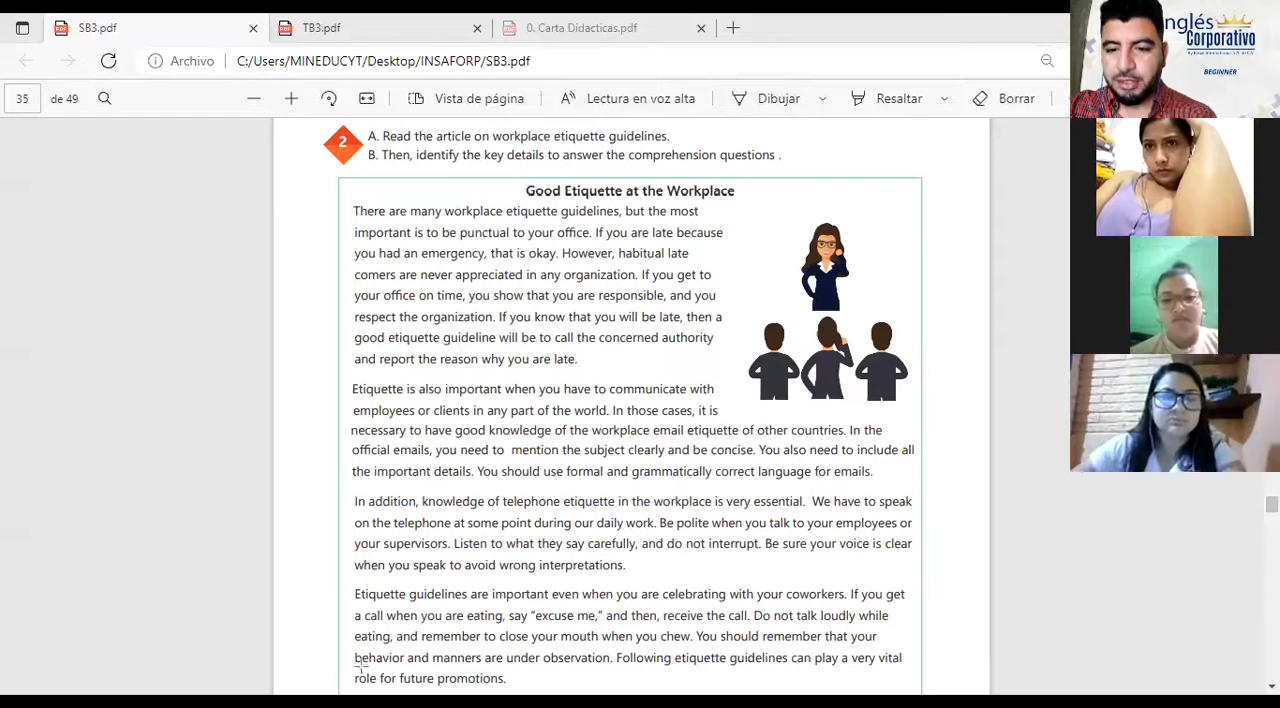 SB3.pdf
TB3.pdf
0. Carta Didacticas.pdf
Archivo
C:/Users/MINEDUCYT/Desktop/INSAFORP/SB3.pdf
35
de 49
Vista de página
Lectura en voz alta
Dibujar
Resaltar
Borrar
nglés
Corporativo
BEGINNER
2
A. Read the article on workplace etiquette guidelines.
B. Then, identify the key details to answer the comprehension questions .
Good Etiquette at the Workplace
There are many workplace etiquette guidelines, but the most
important is to be punctual to your office. If you are late because
you had an emergency, that is okay. However, habitual late
comers are never appreciated in any organization. If you get to
your office on time, you show that you are responsible, and you
respect the organization. If you know that you will be late, then a
good etiquette guideline will be to call the concerned authority
and report the reason why you are late.
Etiquette is also important when you have to communicate with
employees or clients in any part of the world. In those cases, it is
necessary to have good knowledge of the workplace email etiquette of other countries. In the
official emails, you need to mention the subject clearly and be concise. You also need to include all
the important details. You should use formal and grammatically correct language for emails.
In addition, knowledge of telephone etiquette in the workplace is very essential. We have to speak
on the telephone at some point during our daily work. Be polite when you talk to your employees or
your supervisors. Listen to what they say carefully, and do not interrupt. Be sure your voice is clear
when you speak to avoid wrong interpretations.
Etiquette guidelines are important even when you are celebrating with your coworkers. If you get
a call when you are eating, say “excuse me,” and then, receive the call. Do not talk loudly while
eating, and remember to close your mouth when you chew. You should remember that your
behavior and manners are under observation. Following etiquette guidelines can play a very vital
role for future promotions.